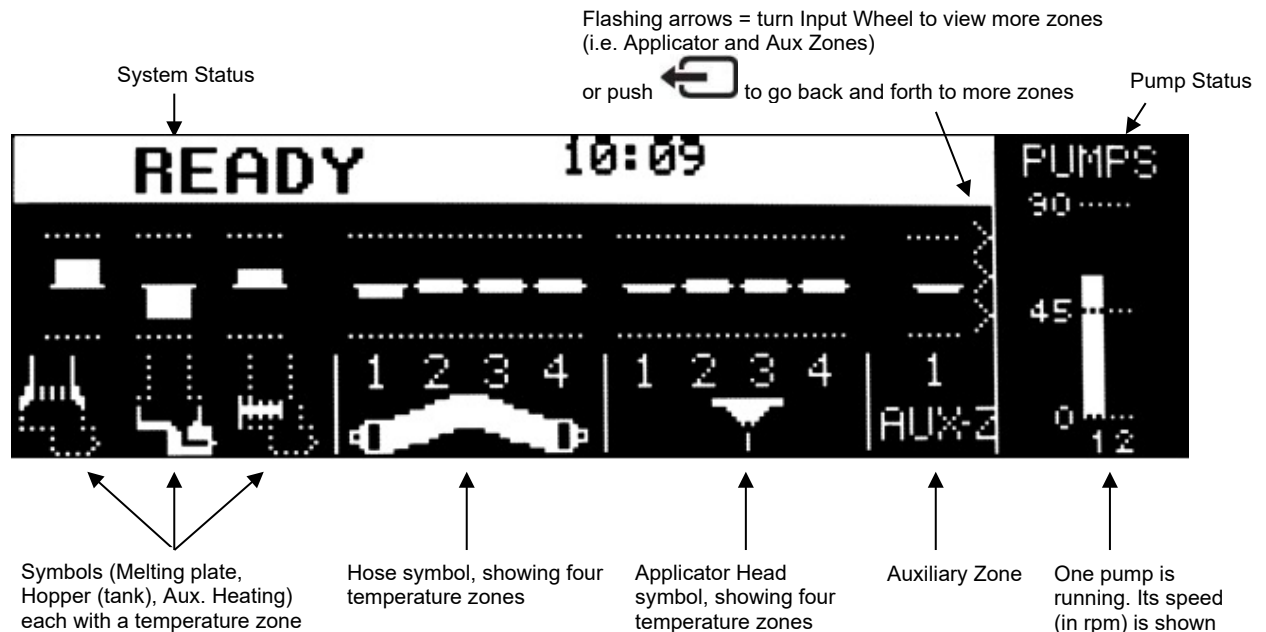 Flashing arrows = turn Input Wheel to view more zones
(i.e. Applicator and Aux Zones)
or push to go back and forth to more zones
System Status
Pump Status
READY
10:09
PUMPS
90
45
0
1 2
1 2 3 4
1 2 3 4
1
AUX-Z
Symbols (Melting plate,
Hopper (tank), Aux. Heating)
each with a temperature zone
Hose symbol, showing four
temperature zones
Applicator Head
symbol, showing four
temperature zones
Auxiliary Zone
One pump is
running. Its speed
(in rpm) is shown